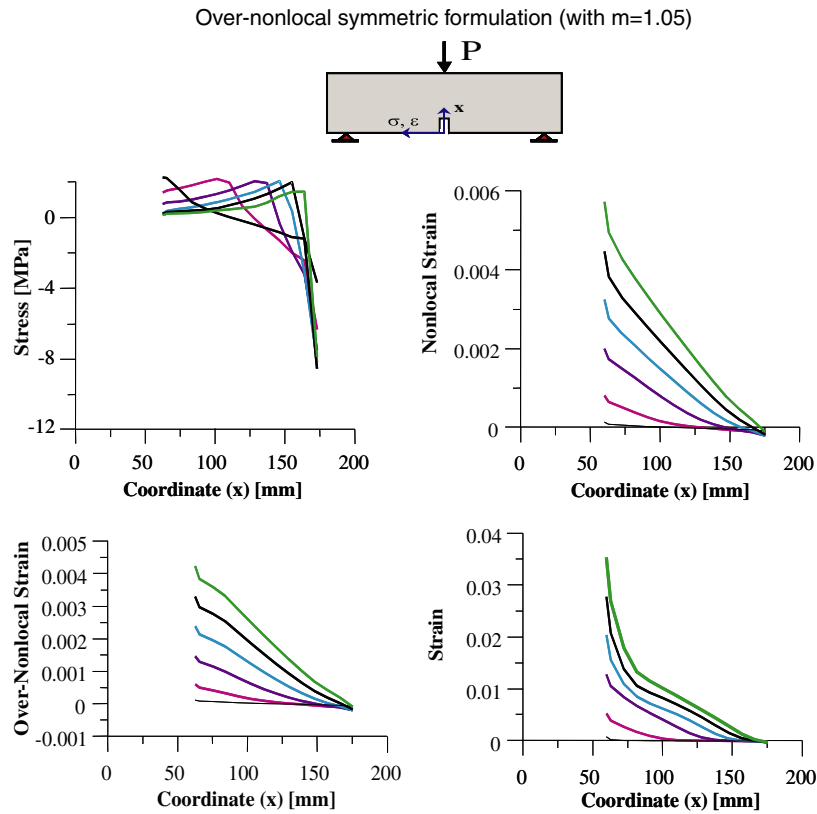 Over-nonlocal symmetric formulation (with m=1.05)
P
x
σ, ε
Stress [MPa]
0
-4
-8
-12
0 50 100 150 200
Coordinate (x) [mm]
Nonlocal Strain
0.006
0.004
0.002
0
0 50 100 150 200
Coordinate (x) [mm]
Over-Nonlocal Strain
0.005
0.004
0.003
0.002
0.001
0
-0.001
0 50 100 150 200
Coordinate (x) [mm]
Strain
0.04
0.03
0.02
0.01
0
0 50 100 150 200
Coordinate (x) [mm]